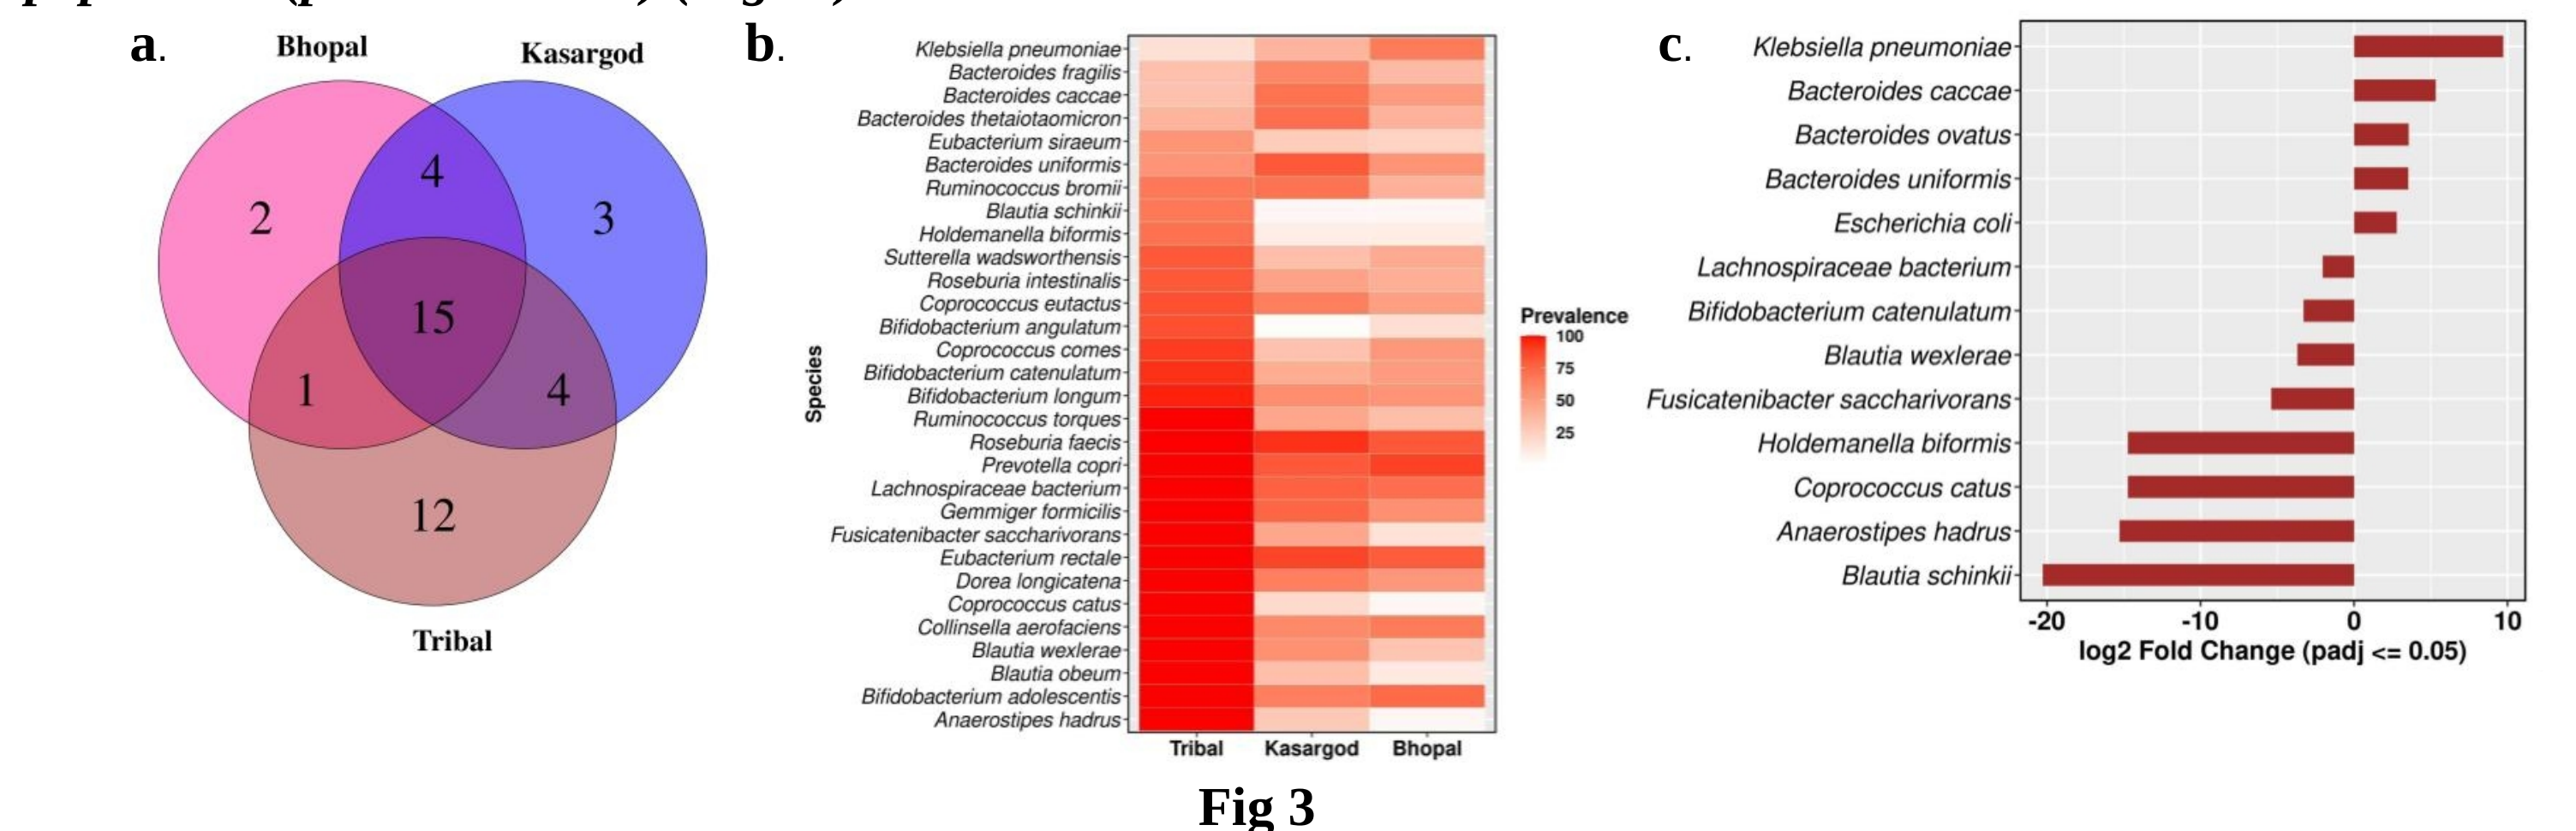 a.
Bhopal
Kasargod
4
2
3
15
1
4
12
Tribal
b.
Species
Klebsiella pneumoniae
Bacteroides fragilis
Bacteroides caccae
Bacteroides thetaiotaomicron
Eubacterium siraeum
Bacteroides uniformis
Ruminococcus bromii
Blautia schinkii
Holdemanella biformis
Sutterella wadsworthensis
Roseburia intestinalis
Coprococcus eutactus
Bifidobacterium angulatum
Coprococcus comes
Bifidobacterium catenulatum
Bifidobacterium longum
Ruminococcus torques
Roseburia faecis
Prevotella copri
Lachnospiraceae bacterium
Gemmiger formicilis
Fusicatenibacter saccharivorans
Eubacterium rectale
Dorea longicatena
Coprococcus catus
Collinsella aerofaciens
Blautia wexlerae
Blautia obeum
Bifidobacterium adolescentis
Anaerostipes hadrus
Tribal Kasargod Bhopal
Prevalence
100
75
50
25
c.
Klebsiella pneumoniae
Bacteroides caccae
Bacteroides ovatus
Bacteroides uniformis
Escherichia coli
Lachnospiraceae bacterium
Bifidobacterium catenulatum
Blautia wexlerae
Fusicatenibacter saccharivorans
Holdemanella biformis
Coprococcus catus
Anaerostipes hadrus
Blautia schinkii
-20 -10 0 10
log2 Fold Change (padj <= 0.05)
Fig 3